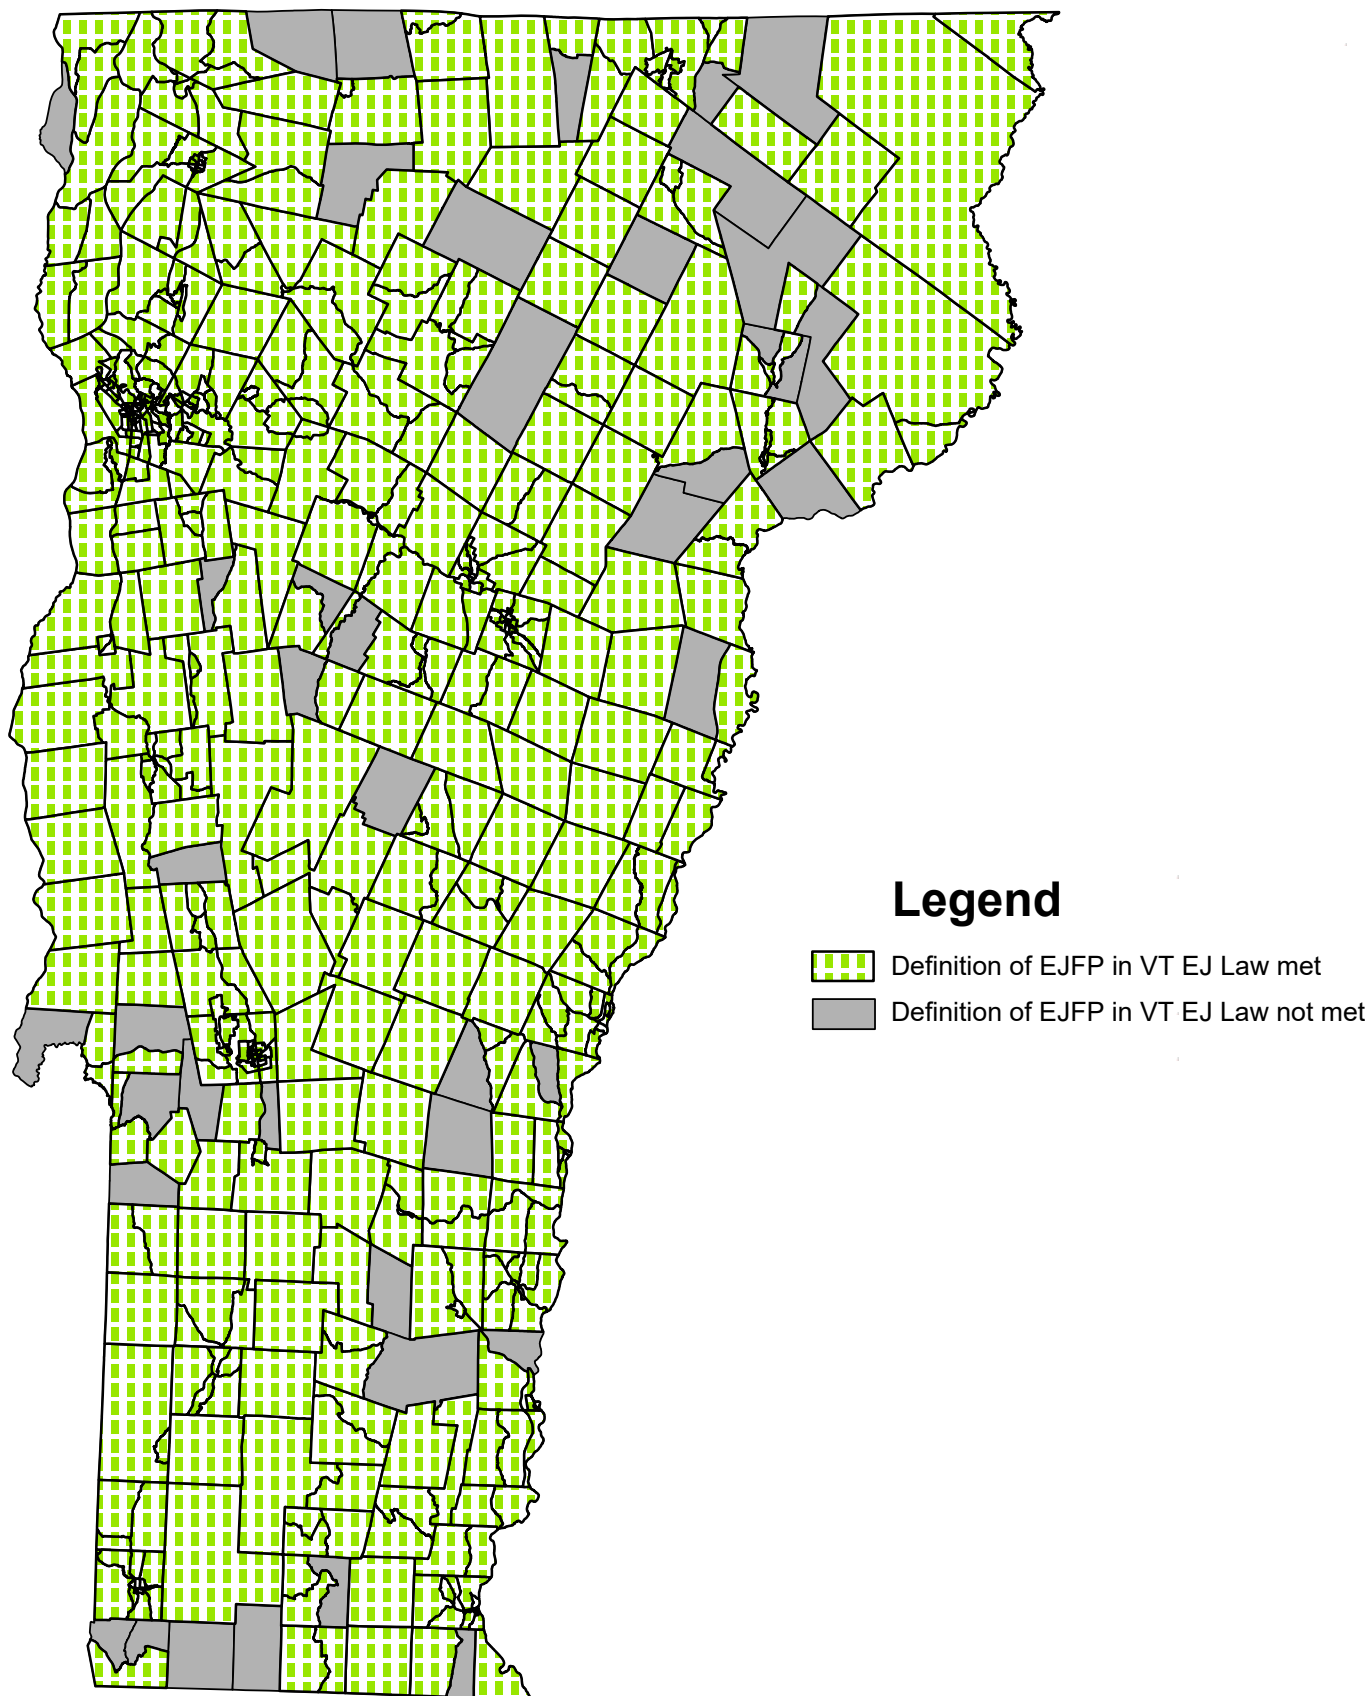 Legend
Definition of EJFP in VT EJ Law met
Definition of EJFP in VT EJ Law not met